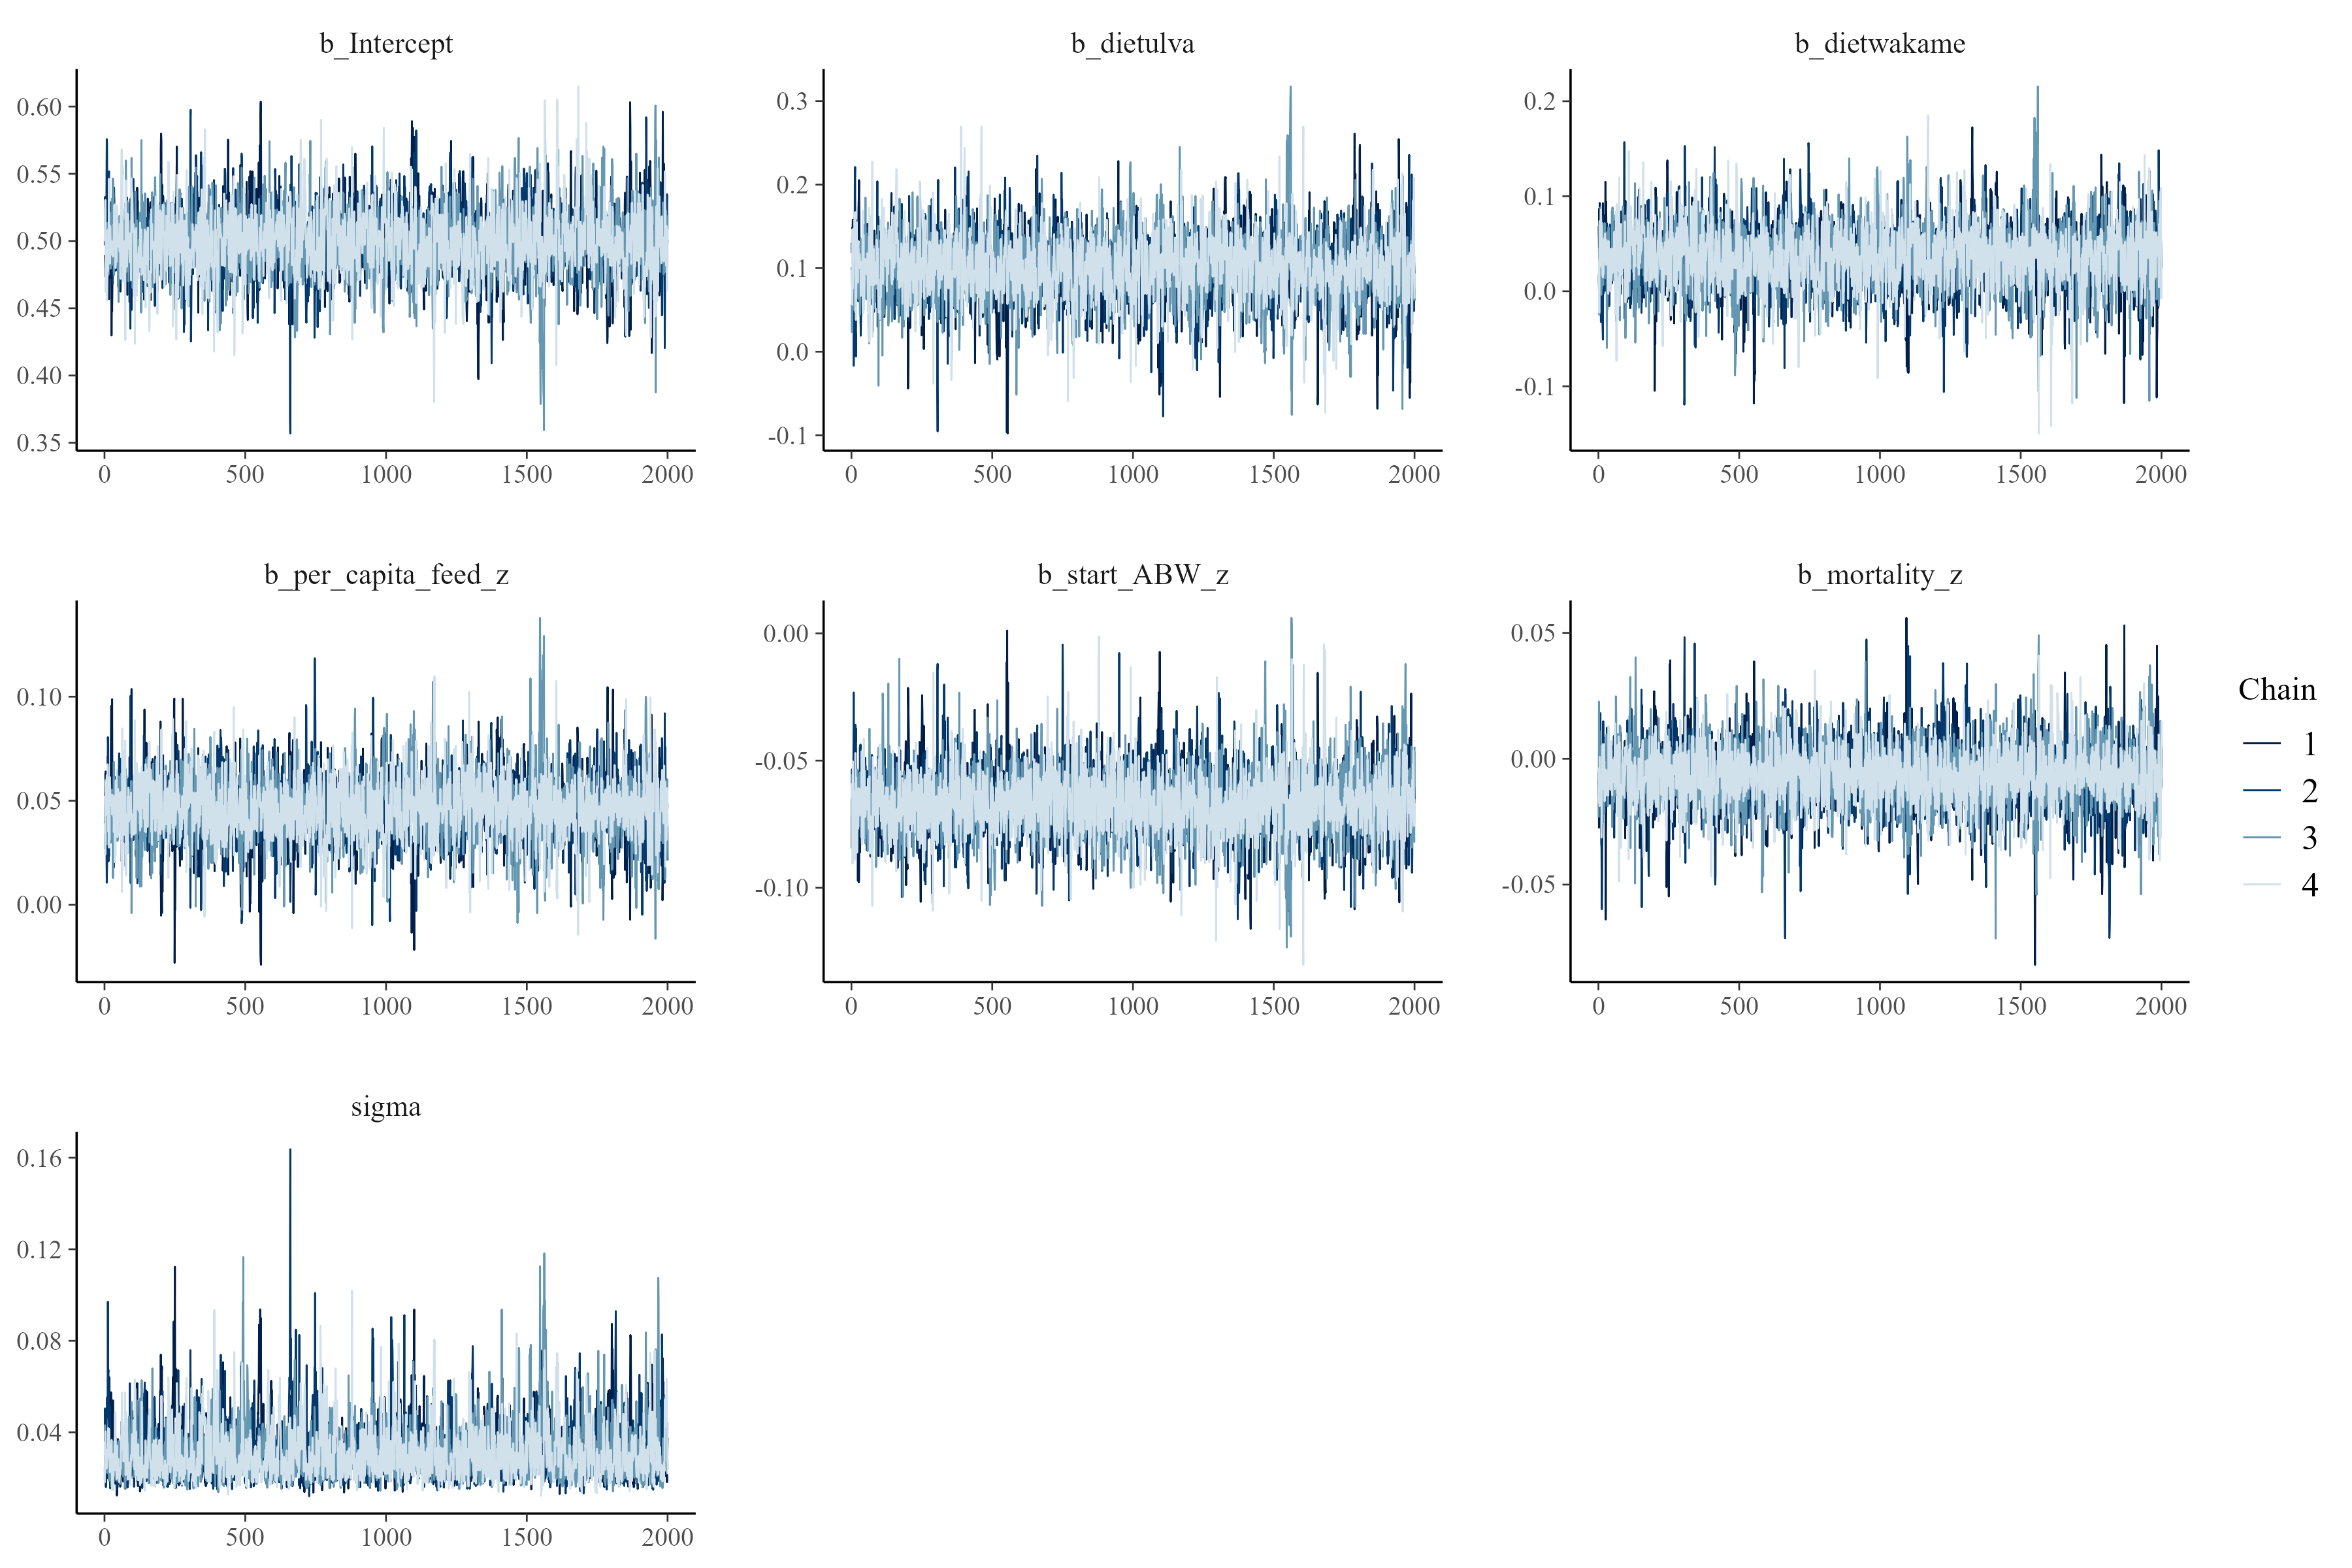 b_Intercept
0.60
0.55
0.50
0.45
0.40
0.35
0 500 1000 1500 2000
b_dietulva
0.3
0.2
0.1
0.0
-0.1
0 500 1000 1500 2000
b_dietwakame
0.2
0.1
0.0
-0.1
0 500 1000 1500 2000
b_per_capita_feed_z
0.10
0.05
0.00
0 500 1000 1500 2000
b_start_ABW_z
0.00
-0.05
-0.10
0 500 1000 1500 2000
b_mortality_z
0.05
0.00
-0.05
0 500 1000 1500 2000
sigma
0.16
0.12
0.08
0.04
0 500 1000 1500 2000
Chain
1
2
3
4